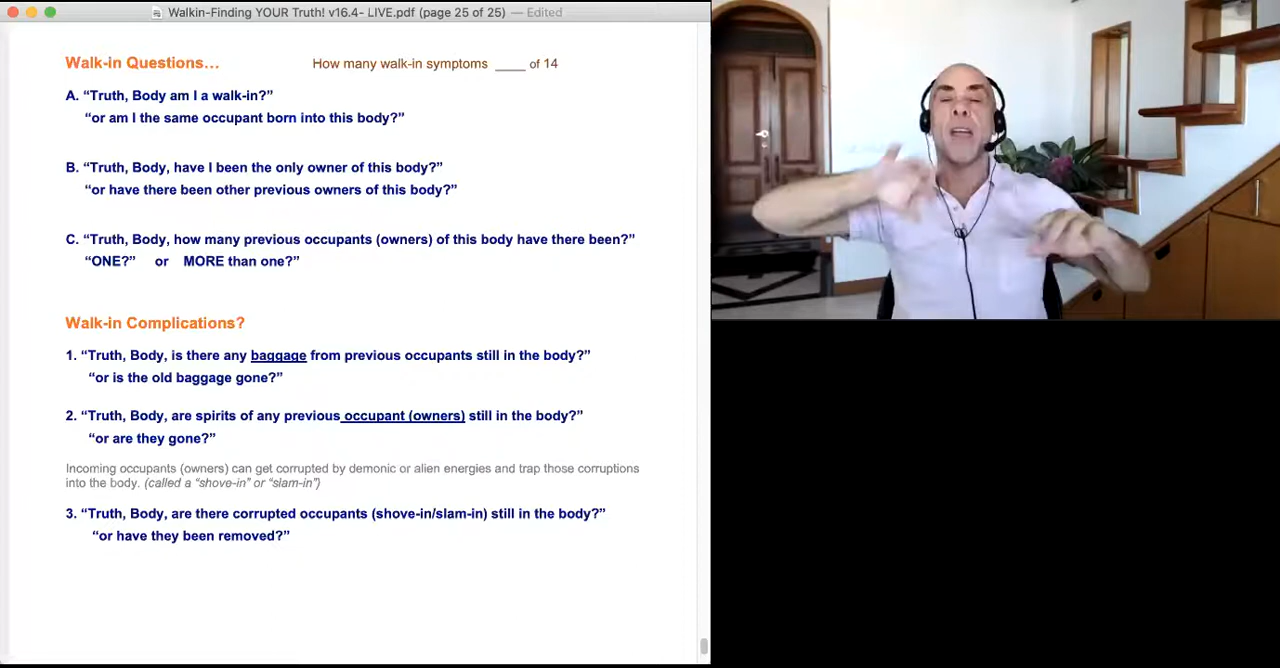 Walkin-Finding YOUR Truth! v16.4- LIVE.pdf (page 25 of 25) — Edited
Walk-in Questions… How many walk-in symptoms ____ of 14
A. “Truth, Body am I a walk-in?”
“or am I the same occupant born into this body?”
B. “Truth, Body, have I been the only owner of this body?”
“or have there been other previous owners of this body?”
C. “Truth, Body, how many previous occupants (owners) of this body have there been?”
“ONE?” or MORE than one?”
Walk-in Complications?
1. “Truth, Body, is there any baggage from previous occupants still in the body?”
“or is the old baggage gone?”
2. “Truth, Body, are spirits of any previous occupant (owners) still in the body?”
“or are they gone?”
Incoming occupants (owners) can get corrupted by demonic or alien energies and trap those corruptions
into the body. (called a “shove-in” or “slam-in”)
3. “Truth, Body, are there corrupted occupants (shove-in/slam-in) still in the body?”
“or have they been removed?”